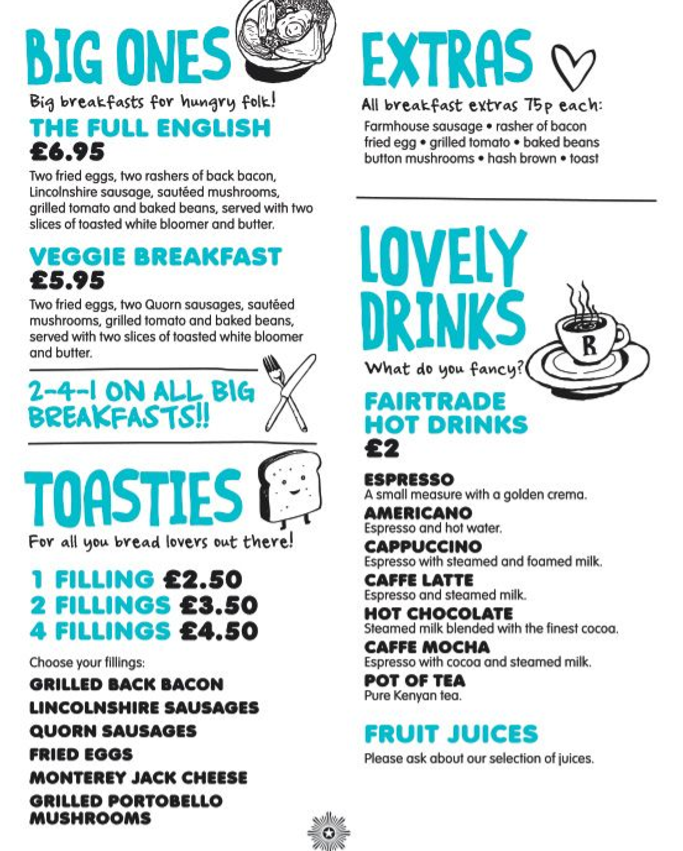 BIG ONES
Big breakfasts for hungry folk!
THE FULL ENGLISH
£6.95
Two fried eggs, two rashers of back bacon,
Lincolnshire sausage, sautéed mushrooms,
grilled tomato and baked beans, served with two
slices of toasted white bloomer and butter.
VEGGIE BREAKFAST
£5.95
Two fried eggs, two Quorn sausages, sautéed
mushrooms, grilled tomato and baked beans,
served with two slices of toasted white bloomer
and butter.
2-4-1 ON ALL BIG
BREAKFASTS!!
TOASTIES
For all you bread lovers out there!
1 FILLING £2.50
2 FILLINGS £3.50
4 FILLINGS £4.50
Choose your fillings:
GRILLED BACK BACON
LINCOLNSHIRE SAUSAGES
QUORN SAUSAGES
FRIED EGGS
MONTEREY JACK CHEESE
GRILLED PORTOBELLO
MUSHROOMS
EXTRAS
All breakfast extras 75p each:
Farmhouse sausage • rasher of bacon
fried egg • grilled tomato • baked beans
button mushrooms • hash brown • toast
LOVELY
DRINKS
What do you fancy?
R
FAIRTRADE
HOT DRINKS
£2
ESPRESSO
A small measure with a golden crema.
AMERICANO
Espresso and hot water.
CAPPUCCINO
Espresso with steamed and foamed milk.
CAFFE LATTE
Espresso and steamed milk.
HOT CHOCOLATE
Steamed milk blended with the finest cocoa.
CAFFE MOCHA
Espresso with cocoa and steamed milk.
POT OF TEA
Pure Kenyan tea.
FRUIT JUICES
Please ask about our selection of juices.